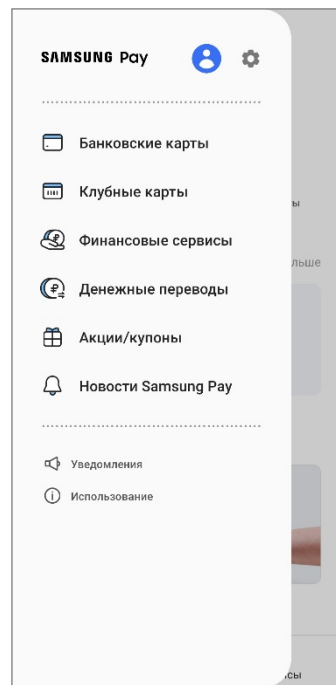 SAMSUNG Pay
Банковские карты
Клубные карты
Финансовые сервисы
Денежные переводы
Акции/купоны
Новости Samsung Pay
Уведомления
Использование